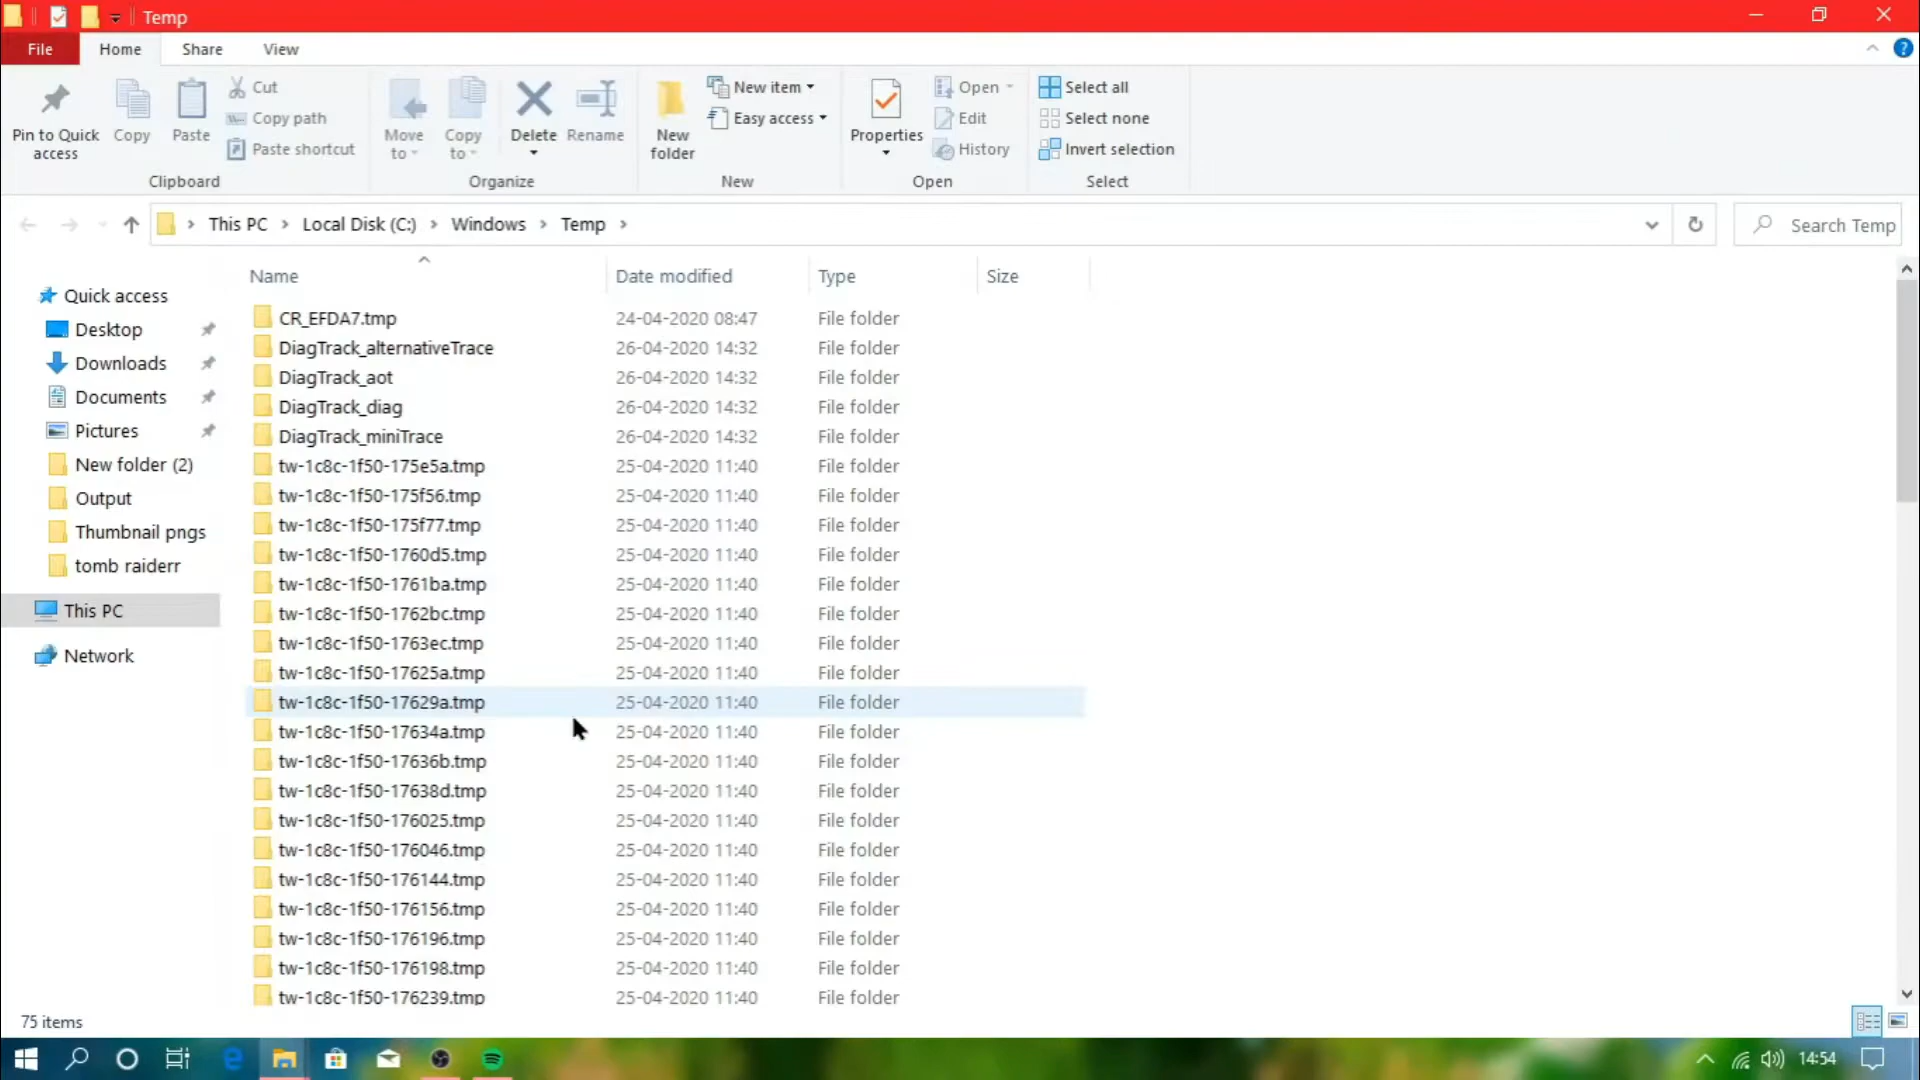 Temp
File Home Share View
Pin to Quick access
Copy
Paste
Cut
Copy path
Paste shortcut
Clipboard
Move to
Copy to
Delete
Rename
Organize
New folder
New item
Easy access
New
Properties
Open
Edit
History
Open
Select all
Select none
Invert selection
Select
This PC Local Disk (C:) Windows Temp
Search Temp
Quick access
Desktop
Downloads
Documents
Pictures
New folder (2)
Output
Thumbnail pngs
tomb raiderr
This PC
Network
Name Date modified Type Size
CR_EFDA7.tmp 24-04-2020 08:47 File folder
DiagTrack_alternativeTrace 26-04-2020 14:32 File folder
DiagTrack_aot 26-04-2020 14:32 File folder
DiagTrack_diag 26-04-2020 14:32 File folder
DiagTrack_miniTrace 26-04-2020 14:32 File folder
tw-1c8c-1f50-175e5a.tmp 25-04-2020 11:40 File folder
tw-1c8c-1f50-175f56.tmp 25-04-2020 11:40 File folder
tw-1c8c-1f50-175f77.tmp 25-04-2020 11:40 File folder
tw-1c8c-1f50-1760d5.tmp 25-04-2020 11:40 File folder
tw-1c8c-1f50-1761ba.tmp 25-04-2020 11:40 File folder
tw-1c8c-1f50-1762bc.tmp 25-04-2020 11:40 File folder
tw-1c8c-1f50-1763ec.tmp 25-04-2020 11:40 File folder
tw-1c8c-1f50-17625a.tmp 25-04-2020 11:40 File folder
tw-1c8c-1f50-17629a.tmp 25-04-2020 11:40 File folder
tw-1c8c-1f50-17634a.tmp 25-04-2020 11:40 File folder
tw-1c8c-1f50-17636b.tmp 25-04-2020 11:40 File folder
tw-1c8c-1f50-17638d.tmp 25-04-2020 11:40 File folder
tw-1c8c-1f50-176025.tmp 25-04-2020 11:40 File folder
tw-1c8c-1f50-176046.tmp 25-04-2020 11:40 File folder
tw-1c8c-1f50-176144.tmp 25-04-2020 11:40 File folder
tw-1c8c-1f50-176156.tmp 25-04-2020 11:40 File folder
tw-1c8c-1f50-176196.tmp 25-04-2020 11:40 File folder
tw-1c8c-1f50-176198.tmp 25-04-2020 11:40 File folder
tw-1c8c-1f50-176239.tmp 25-04-2020 11:40 File folder
75 items
14:54